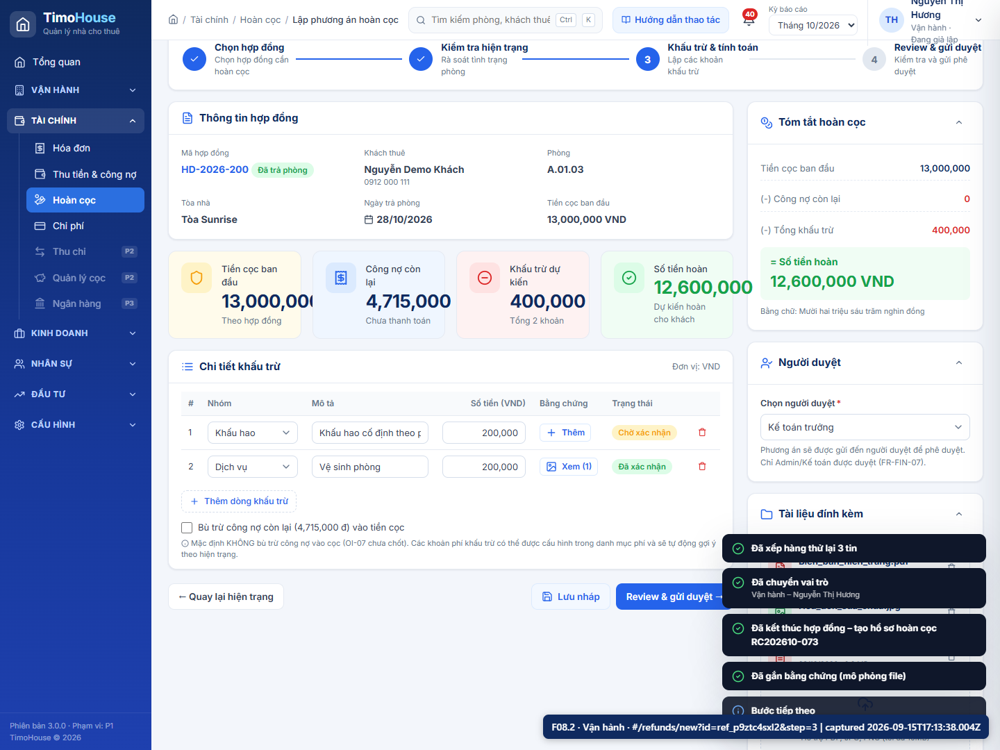 TimoHouse
Quản lý nhà cho thuê
Tổng quan
VẬN HÀNH
TÀI CHÍNH
Hóa đơn
Thu tiền & công nợ
Hoàn cọc
Chi phí
Thu chi P2
Quản lý cọc P2
Ngân hàng P3
KINH DOANH
NHÂN SỰ
ĐẦU TƯ
CẤU HÌNH
Phiên bản 3.0.0 · Phạm vi: P1
TimoHouse © 2026
/ Tài chính / Hoàn cọc / Lập phương án hoàn cọc
Tìm kiếm phòng, khách thuê Ctrl K
Hướng dẫn thao tác
40
Kỳ báo cáo
Tháng 10/2026
TH
Nguyễn Thị
Hương
Vận hành ·
Đang giả lập
Chọn hợp đồng
Chọn hợp đồng cần
hoàn cọc
Kiểm tra hiện trạng
Rà soát tình trạng
phòng
3
Khấu trừ & tính toán
Lập các khoản
khấu trừ
4
Review & gửi duyệt
Kiểm tra và gửi phê
duyệt
Thông tin hợp đồng
Mã hợp đồng
HD-2026-200 Đã trả phòng
Khách thuê
Nguyễn Demo Khách
0912 000 111
Phòng
A.01.03
Tòa nhà
Tòa Sunrise
Ngày trả phòng
28/10/2026
Tiền cọc ban đầu
13,000,000 VND
Tiền cọc ban
đầu
13,000,000
Theo hợp đồng
Công nợ còn
lại
4,715,000
Chưa thanh toán
Khấu trừ dự
kiến
400,000
Tổng 2 khoản
Số tiền hoàn
12,600,000
Dự kiến hoàn
cho khách
Chi tiết khấu trừ
Đơn vị: VND
# Nhóm Mô tả Số tiền (VND) Bằng chứng Trạng thái
1 Khấu hao Khấu hao cố định theo p 200,000 Thêm Chờ xác nhận
2 Dịch vụ Vệ sinh phòng 200,000 Xem (1) Đã xác nhận
Thêm dòng khấu trừ
Bù trừ công nợ còn lại (4,715,000 đ) vào tiền cọc
Mặc định KHÔNG bù trừ công nợ vào cọc (OI-07 chưa chốt). Các khoản phí khấu trừ có thể được cấu hình trong danh mục phí và sẽ tự động gợi ý
theo hiện trạng.
← Quay lại hiện trạng
Lưu nháp
Review & gửi duyệt →
Tóm tắt hoàn cọc
Tiền cọc ban đầu 13,000,000
(-) Công nợ còn lại 0
(-) Tổng khấu trừ 400,000
= Số tiền hoàn
12,600,000 VND
Bằng chữ: Mười hai triệu sáu trăm nghìn đồng
Người duyệt
Chọn người duyệt *
Kế toán trưởng
Phương án sẽ được gửi đến người duyệt để phê duyệt.
Chỉ Admin/Kế toán được duyệt (FR-FIN-07).
Tài liệu đính kèm
Đã xếp hàng thử lại 3 tin
Đã chuyển vai trò
Vận hành – Nguyễn Thị Hương
Đã kết thúc hợp đồng – tạo hồ sơ hoàn cọc
RC202610-073
Đã gắn bằng chứng (mô phỏng file)
Bước tiếp theo
F08.2 · Vận hành · #/refunds/new?id=ref_p9ztc4sxl2&step=3 | captured 2026-09-15T17:13:38.004Z